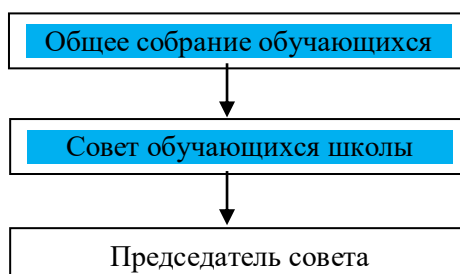 Общее собрание обучающихся
Совет обучающихся школы
Председатель совета